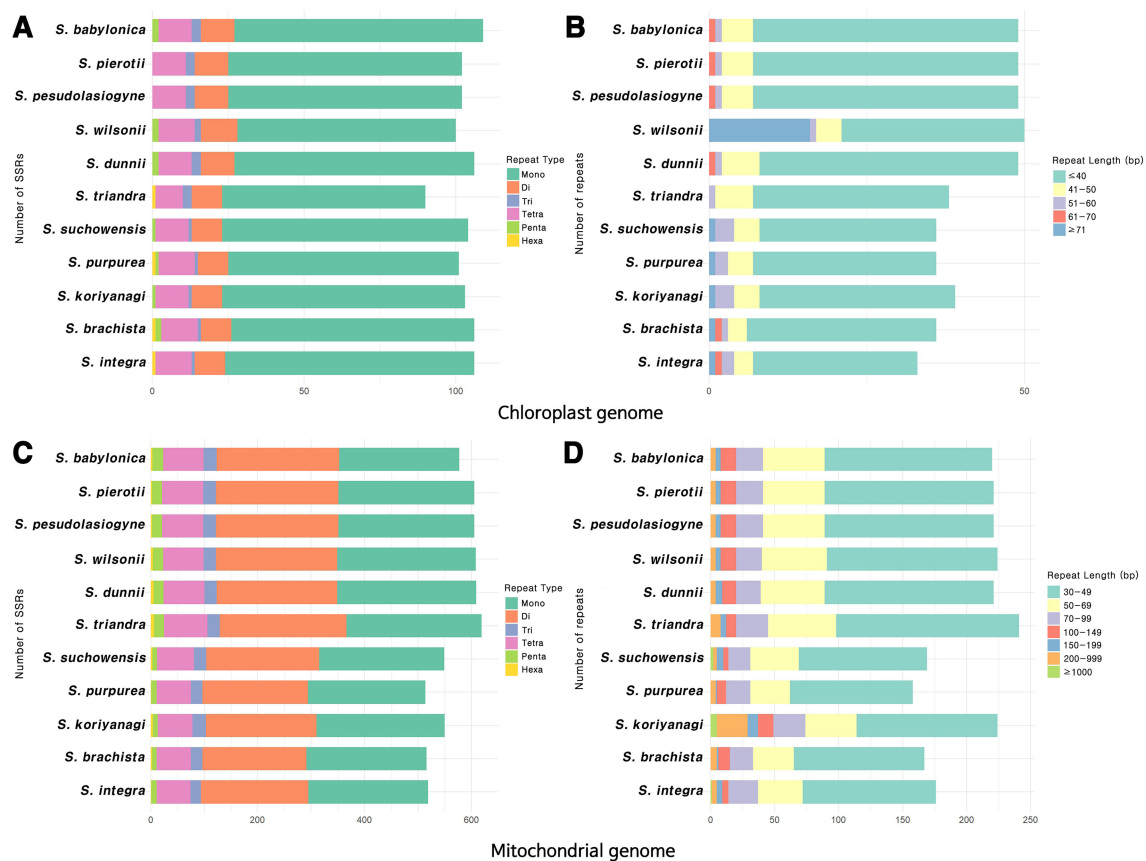 A
Number of SSRs
S. babylonica
S. pierotii
S. pesudolasiogyne
S. wilsonii
S. dunnii
S. triandra
S. suchowensis
S. purpurea
S. koriyanagi
S. brachista
S. integra
0 50 100
Repeat Type
Mono
Di
Tri
Tetra
Penta
Hexa
B
Number of repeats
S. babylonica
S. pierotii
S. pesudolasiogyne
S. wilsonii
S. dunnii
S. triandra
S. suchowensis
S. purpurea
S. koriyanagi
S. brachista
S. integra
0 50
Repeat Length (bp)
≤40
41−50
51−60
61−70
≥71
Chloroplast genome
C
Number of SSRs
S. babylonica
S. pierotii
S. pesudolasiogyne
S. wilsonii
S. dunnii
S. triandra
S. suchowensis
S. purpurea
S. koriyanagi
S. brachista
S. integra
0 200 400 600
Repeat Type
Mono
Di
Tri
Tetra
Penta
Hexa
D
Number of repeats
S. babylonica
S. pierotii
S. pesudolasiogyne
S. wilsonii
S. dunnii
S. triandra
S. suchowensis
S. purpurea
S. koriyanagi
S. brachista
S. integra
0 50 100 150 200 250
Repeat Length (bp)
30−49
50−69
70−99
100−149
150−199
200−999
≥1000
Mitochondrial genome